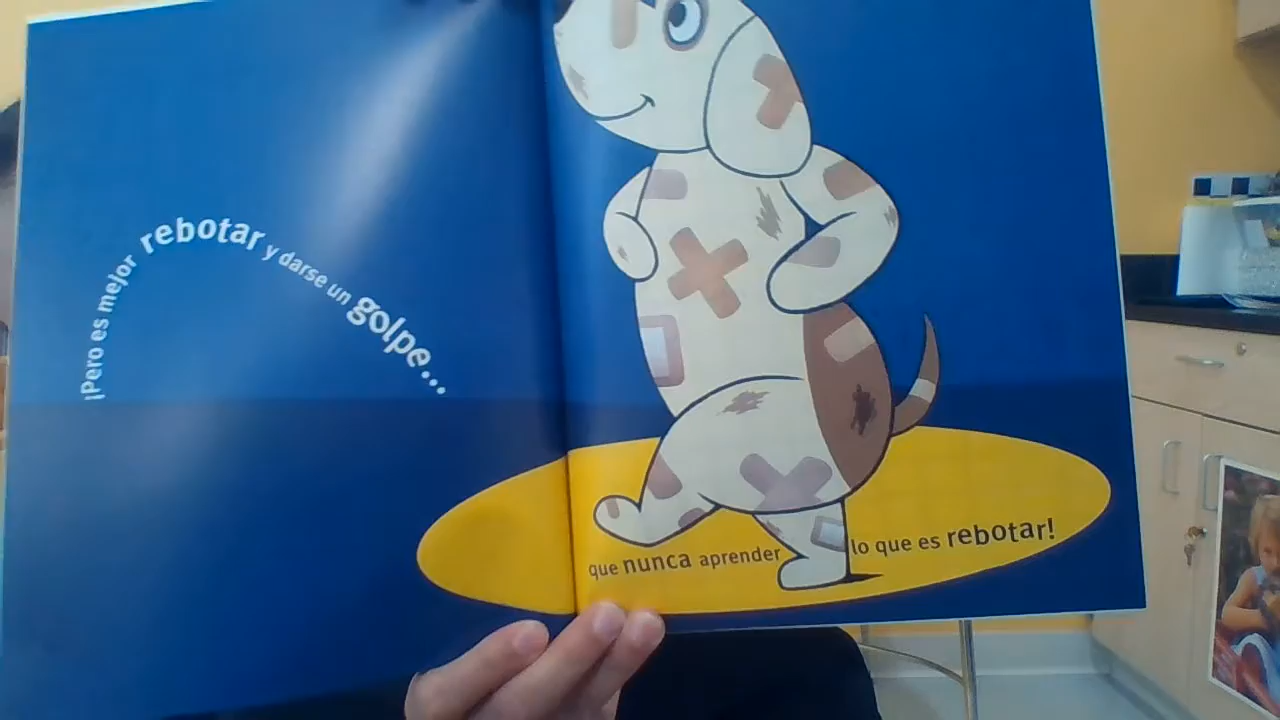 ¡Pero es mejor rebotar y darse un golpe...
que nunca aprender lo que es rebotar!